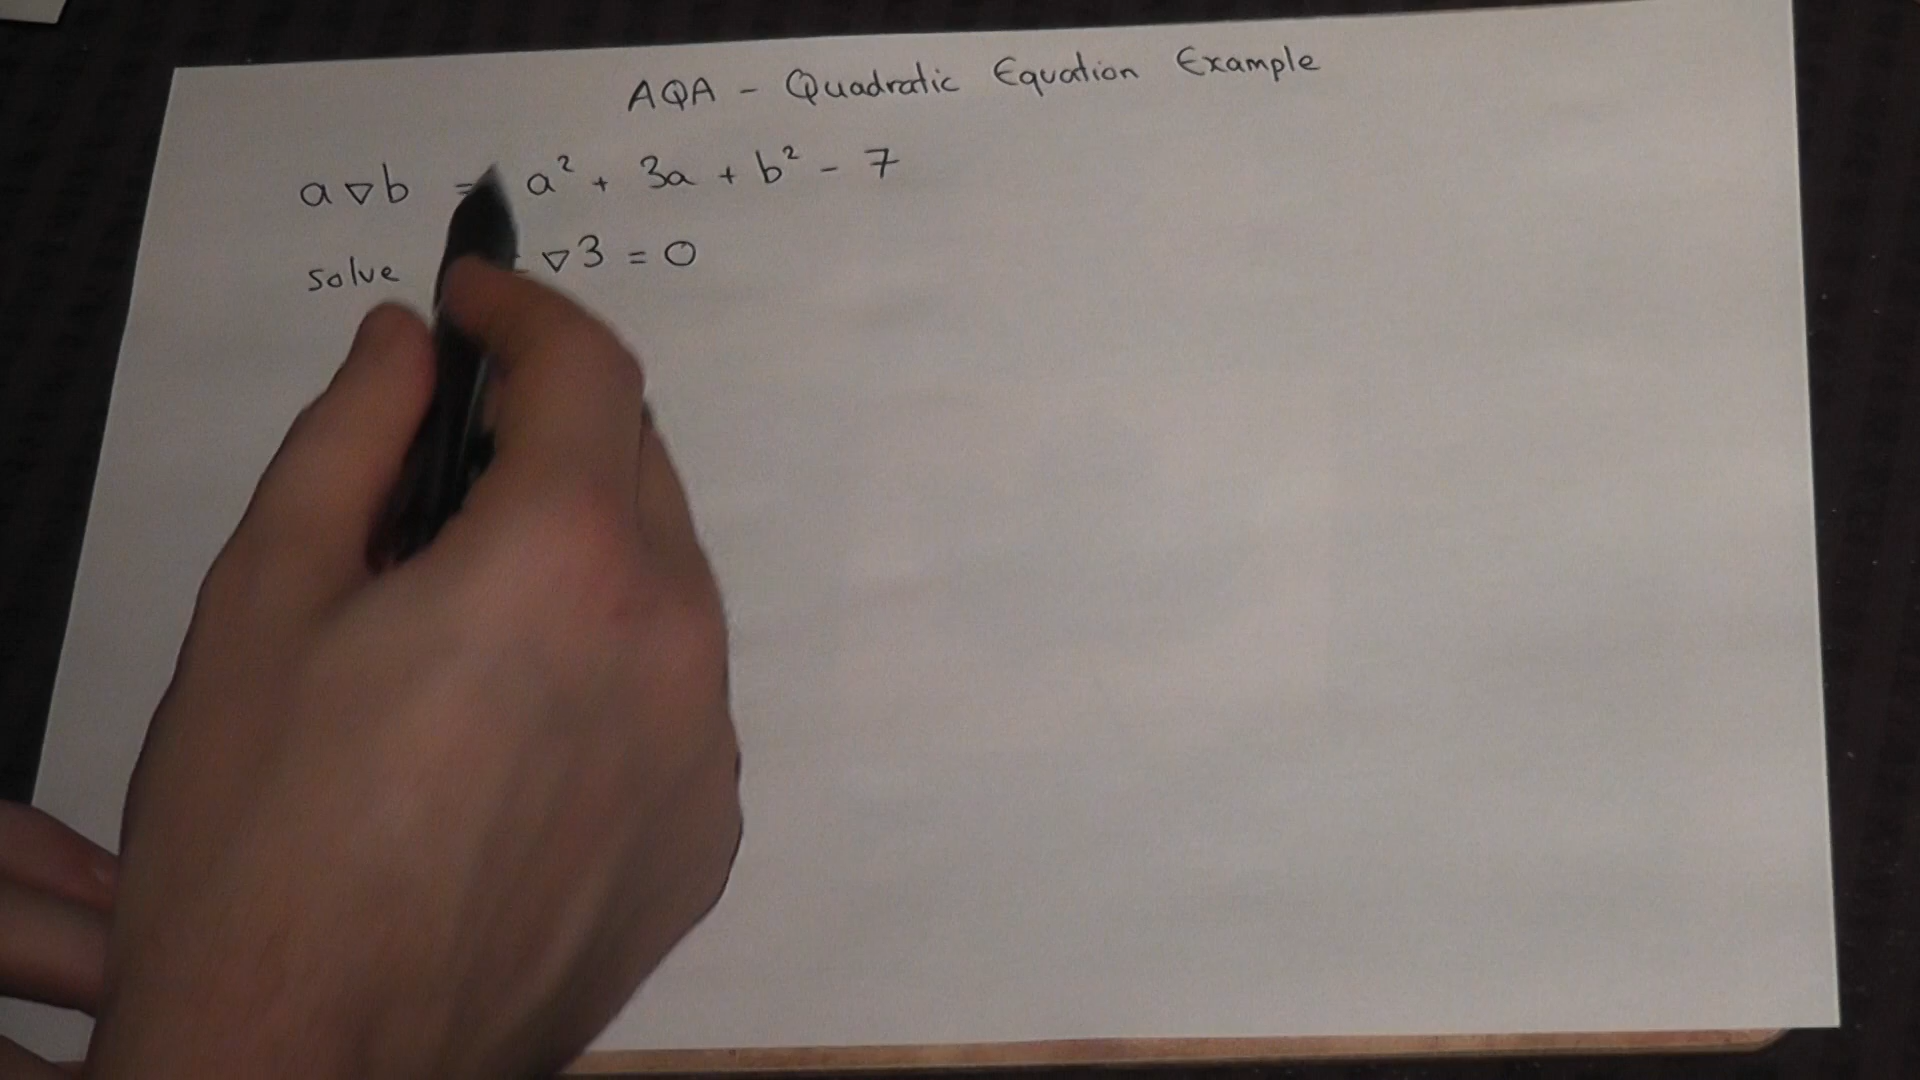 AQA - Quadratic Equation Example
a ▽ b = a² + 3a + b² - 7
solve ▽ 3 = 0